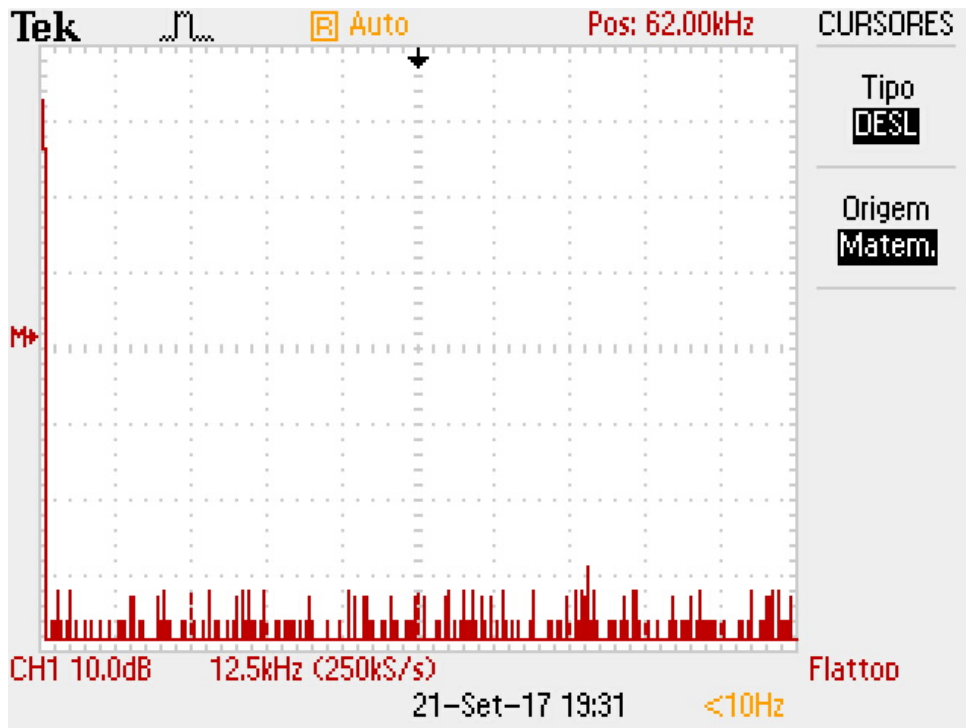 Tek R Auto Pos: 62.00kHz CURSORES
Tipo
DESL
Origem
Matem.
M
CH1 10.0dB 12.5kHz (250kS/s) Flattop
21-Set-17 19:31 <10Hz